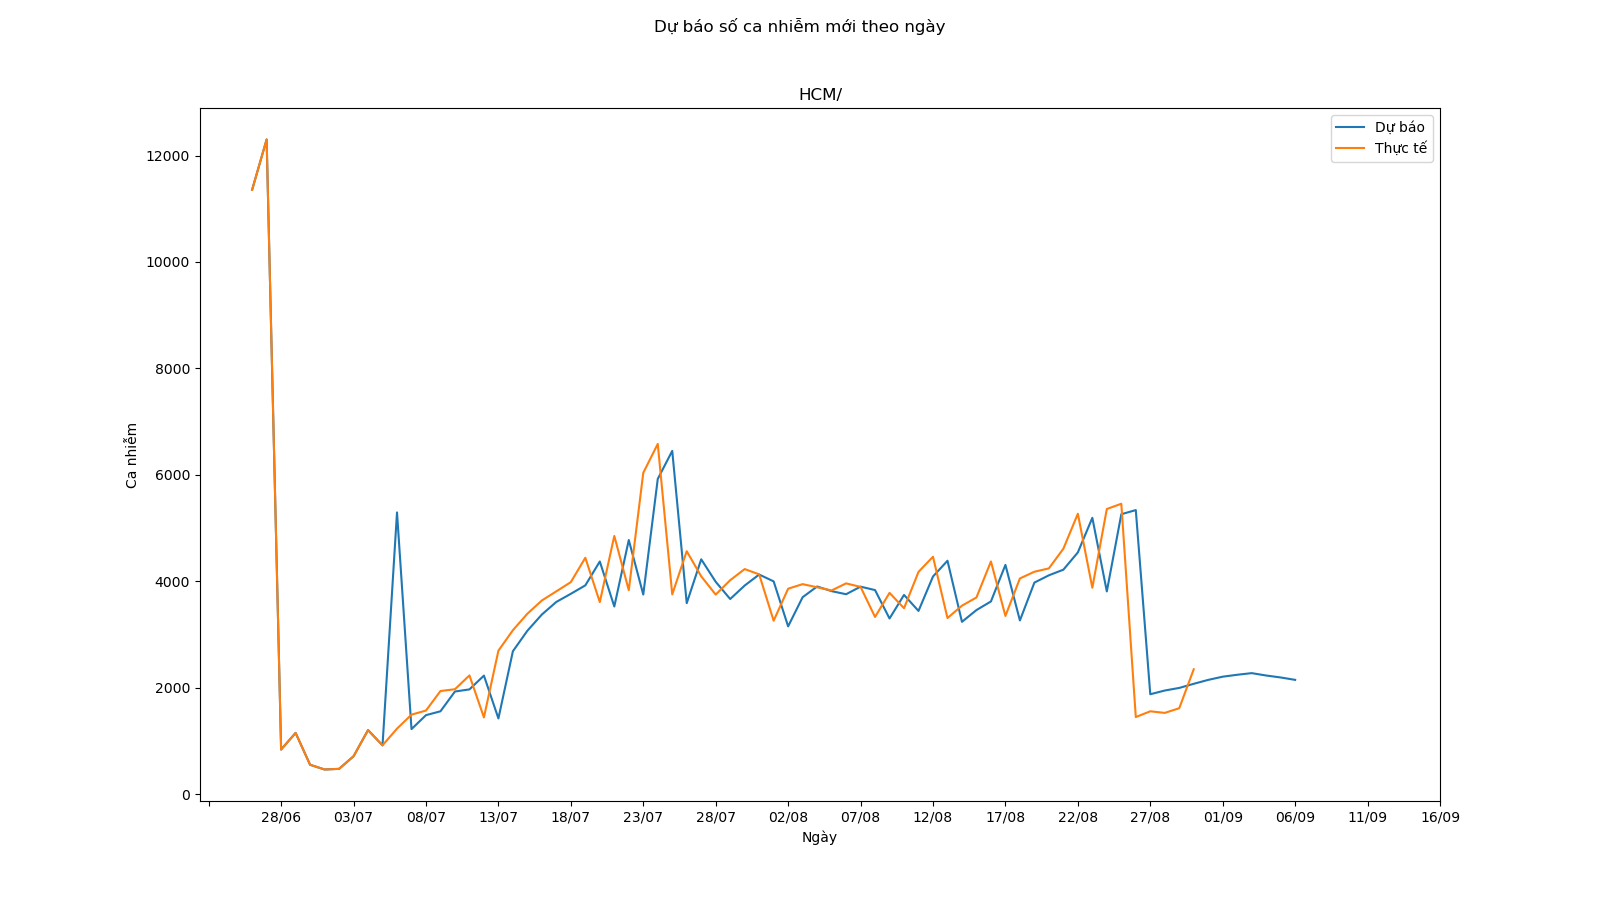 Dự báo số ca nhiễm mới theo ngày
HCM/
Dự báo
Thực tế
12000
10000
8000
6000
4000
2000
0
Ca nhiễm
28/06 03/07 08/07 13/07 18/07 23/07 28/07 02/08 07/08 12/08 17/08 22/08 27/08 01/09 06/09 11/09 16/09
Ngày